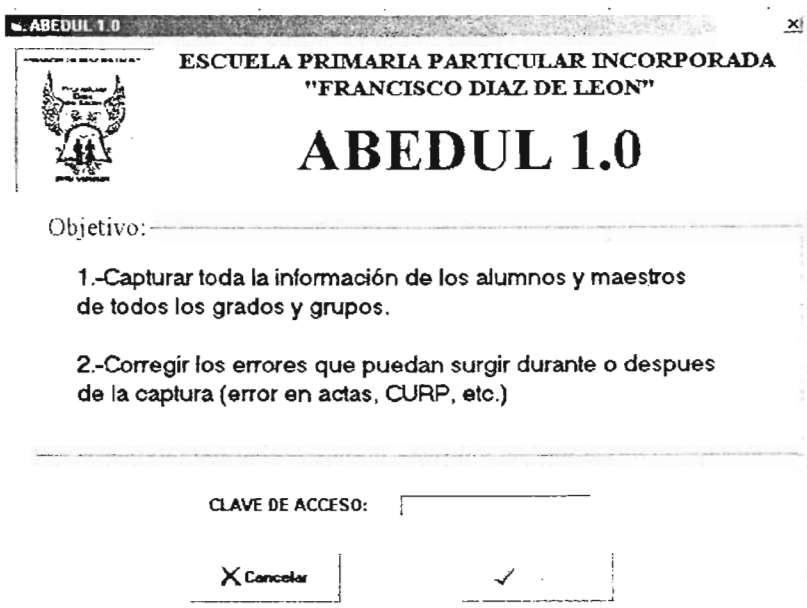 ABEDUL 1.0
ESCUELA PRIMARIA PARTICULAR INCORPORADA
"FRANCISCO DIAZ DE LEON"
ABEDUL 1.0
Objetivo:
1.-Capturar toda la información de los alumnos y maestros
de todos los grados y grupos.
2.-Corregir los errores que puedan surgir durante o despues
de la captura (error en actas, CURP, etc.)
CLAVE DE ACCESO:
Cancelar